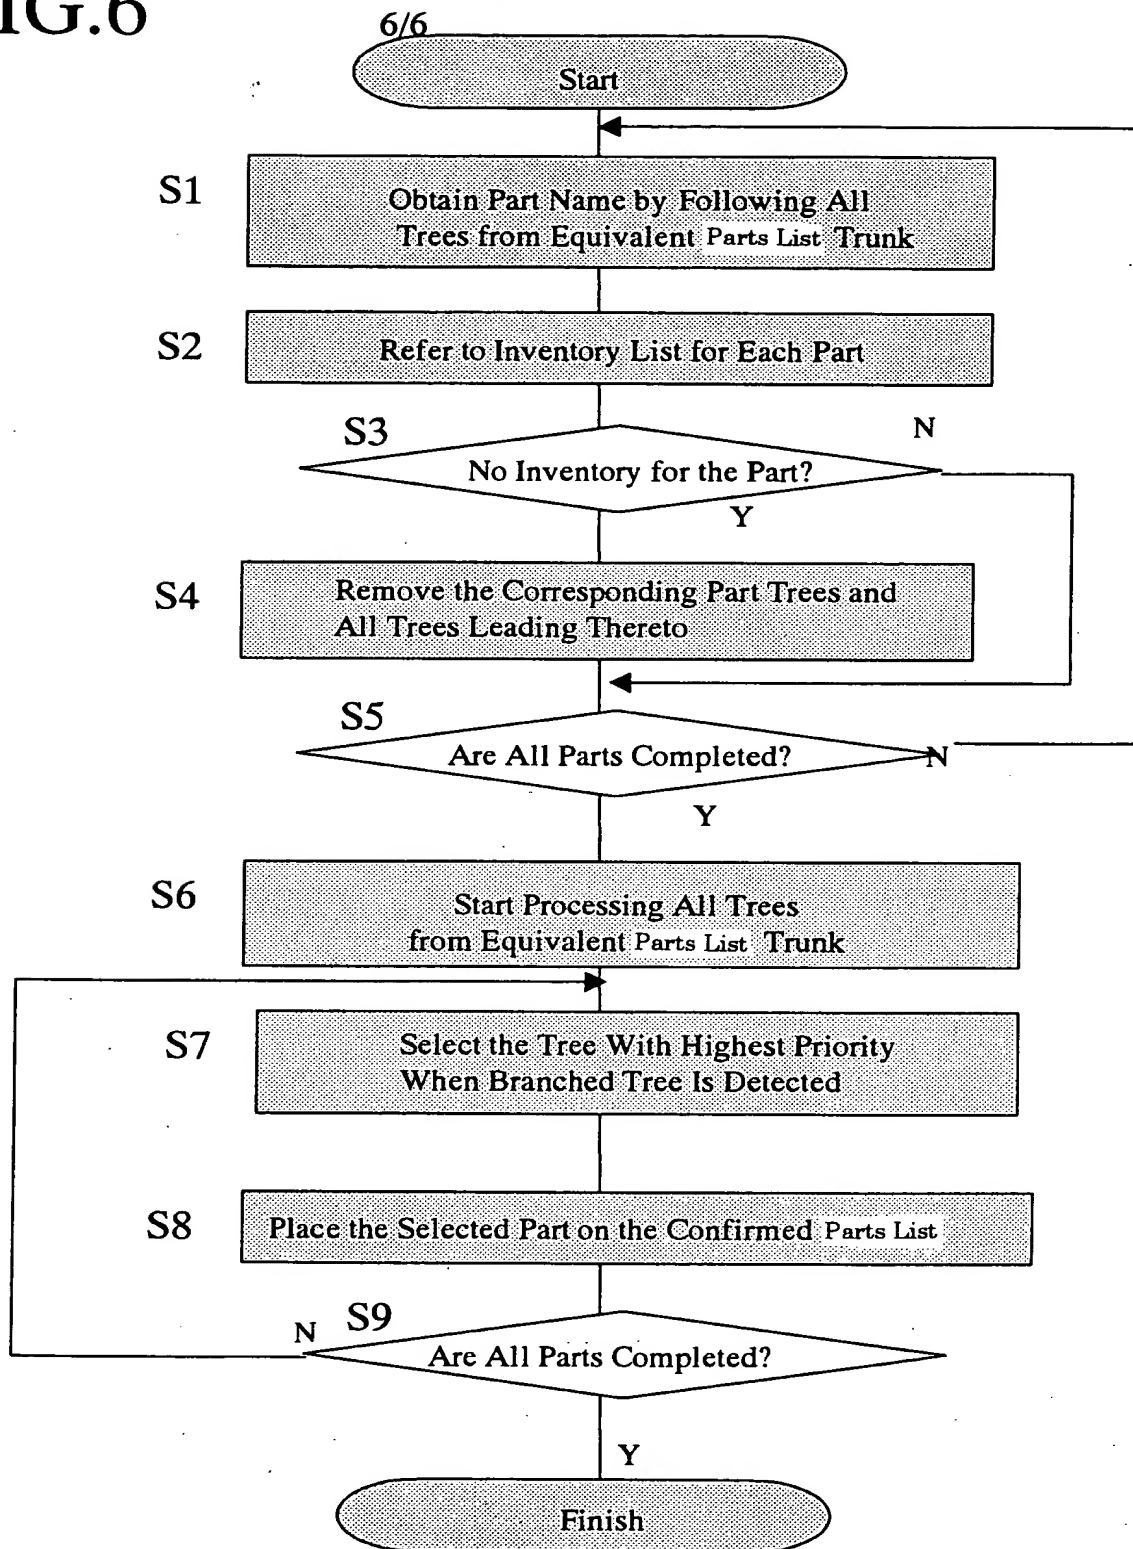 IG.6
6/6
Start
S1
Obtain Part Name by Following All
Trees from Equivalent Parts List Trunk
S2
Refer to Inventory List for Each Part
S3
N
No Inventory for the Part?
Y
S4
Remove the Corresponding Part Trees and
All Trees Leading Thereto
S5
Are All Parts Completed?
N
Y
S6
Start Processing All Trees
from Equivalent Parts List Trunk
S7
Select the Tree With Highest Priority
When Branched Tree Is Detected
S8
Place the Selected Part on the Confirmed Parts List
N
S9
Are All Parts Completed?
Y
Finish